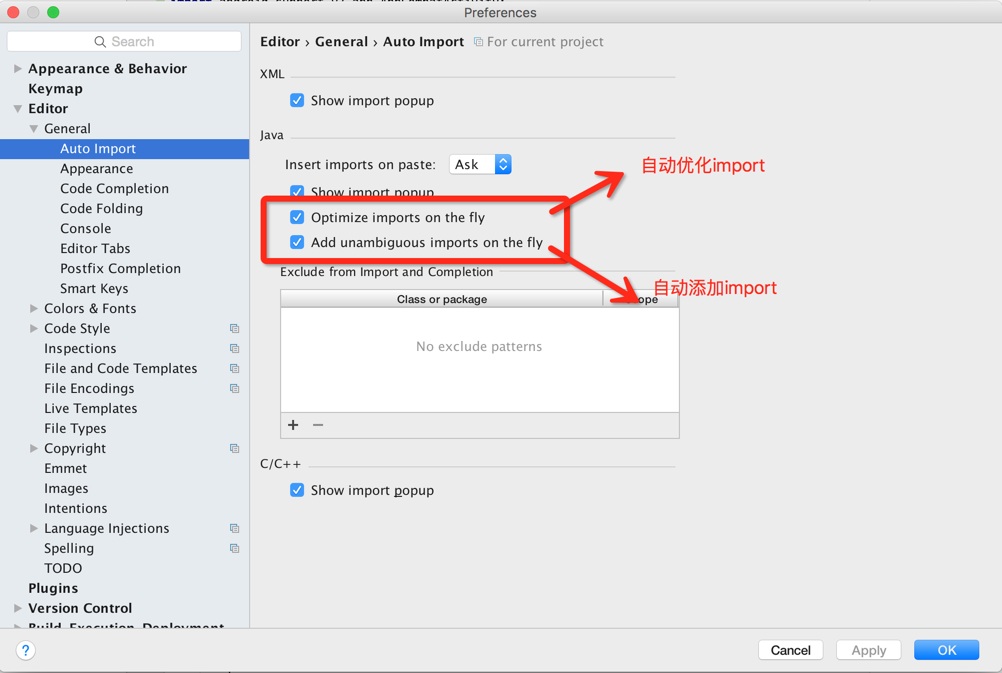 Preferences
Search
Editor › General › Auto Import For current project
Appearance & Behavior
Keymap
Editor
General
Auto Import
Appearance
Code Completion
Code Folding
Console
Editor Tabs
Postfix Completion
Smart Keys
Colors & Fonts
Code Style
Inspections
File and Code Templates
File Encodings
Live Templates
File Types
Copyright
Emmet
Images
Intentions
Language Injections
Spelling
TODO
Plugins
Version Control
Build, Execution, Deployment
XML
Show import popup
Java
Insert imports on paste: Ask
Show import popup
Optimize imports on the fly
Add unambiguous imports on the fly
自动优化import
自动添加import
Exclude from Import and Completion
Class or package
No exclude patterns
+ −
C/C++
Show import popup
?
Cancel Apply OK